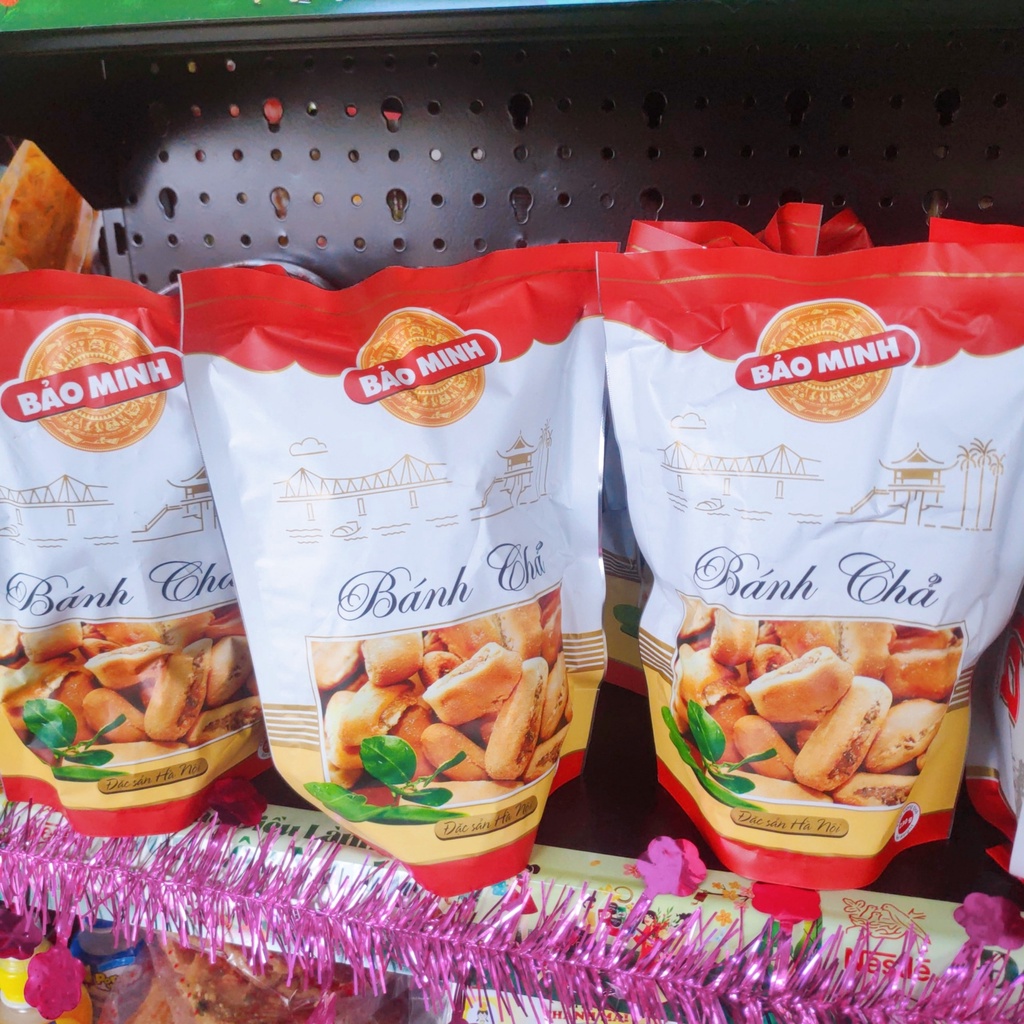 BẢO MINH
Bánh Chả
Đặc sản Hà Nội
BẢO MINH
Bánh Chả
Đặc sản Hà Nội
BẢO MINH
Bánh Chả
Đặc sản Hà Nội
Nestlé